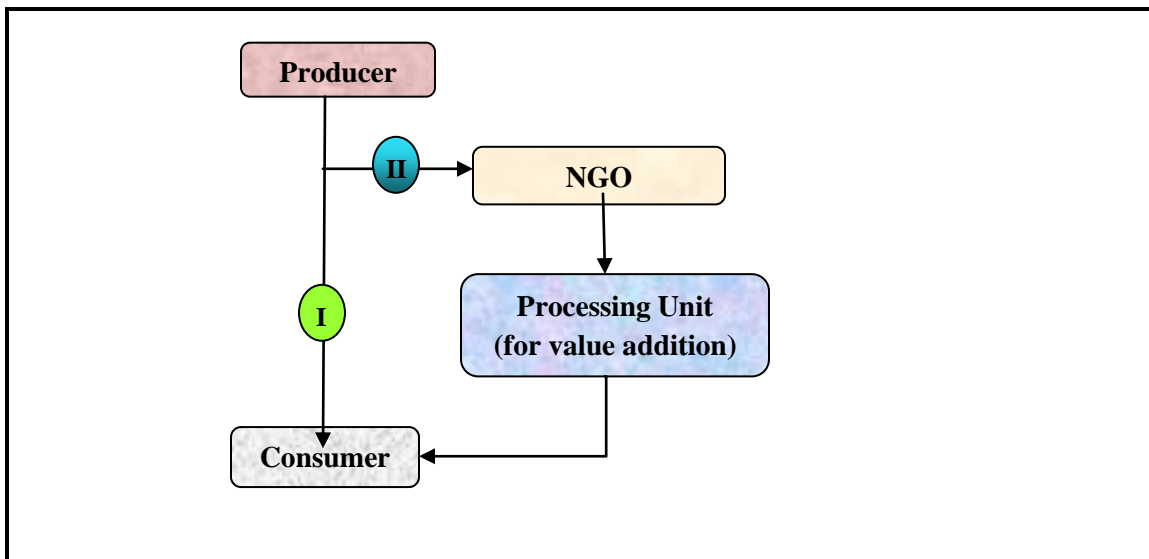 Producer
II
NGO
Processing Unit
(for value addition)
I
Consumer